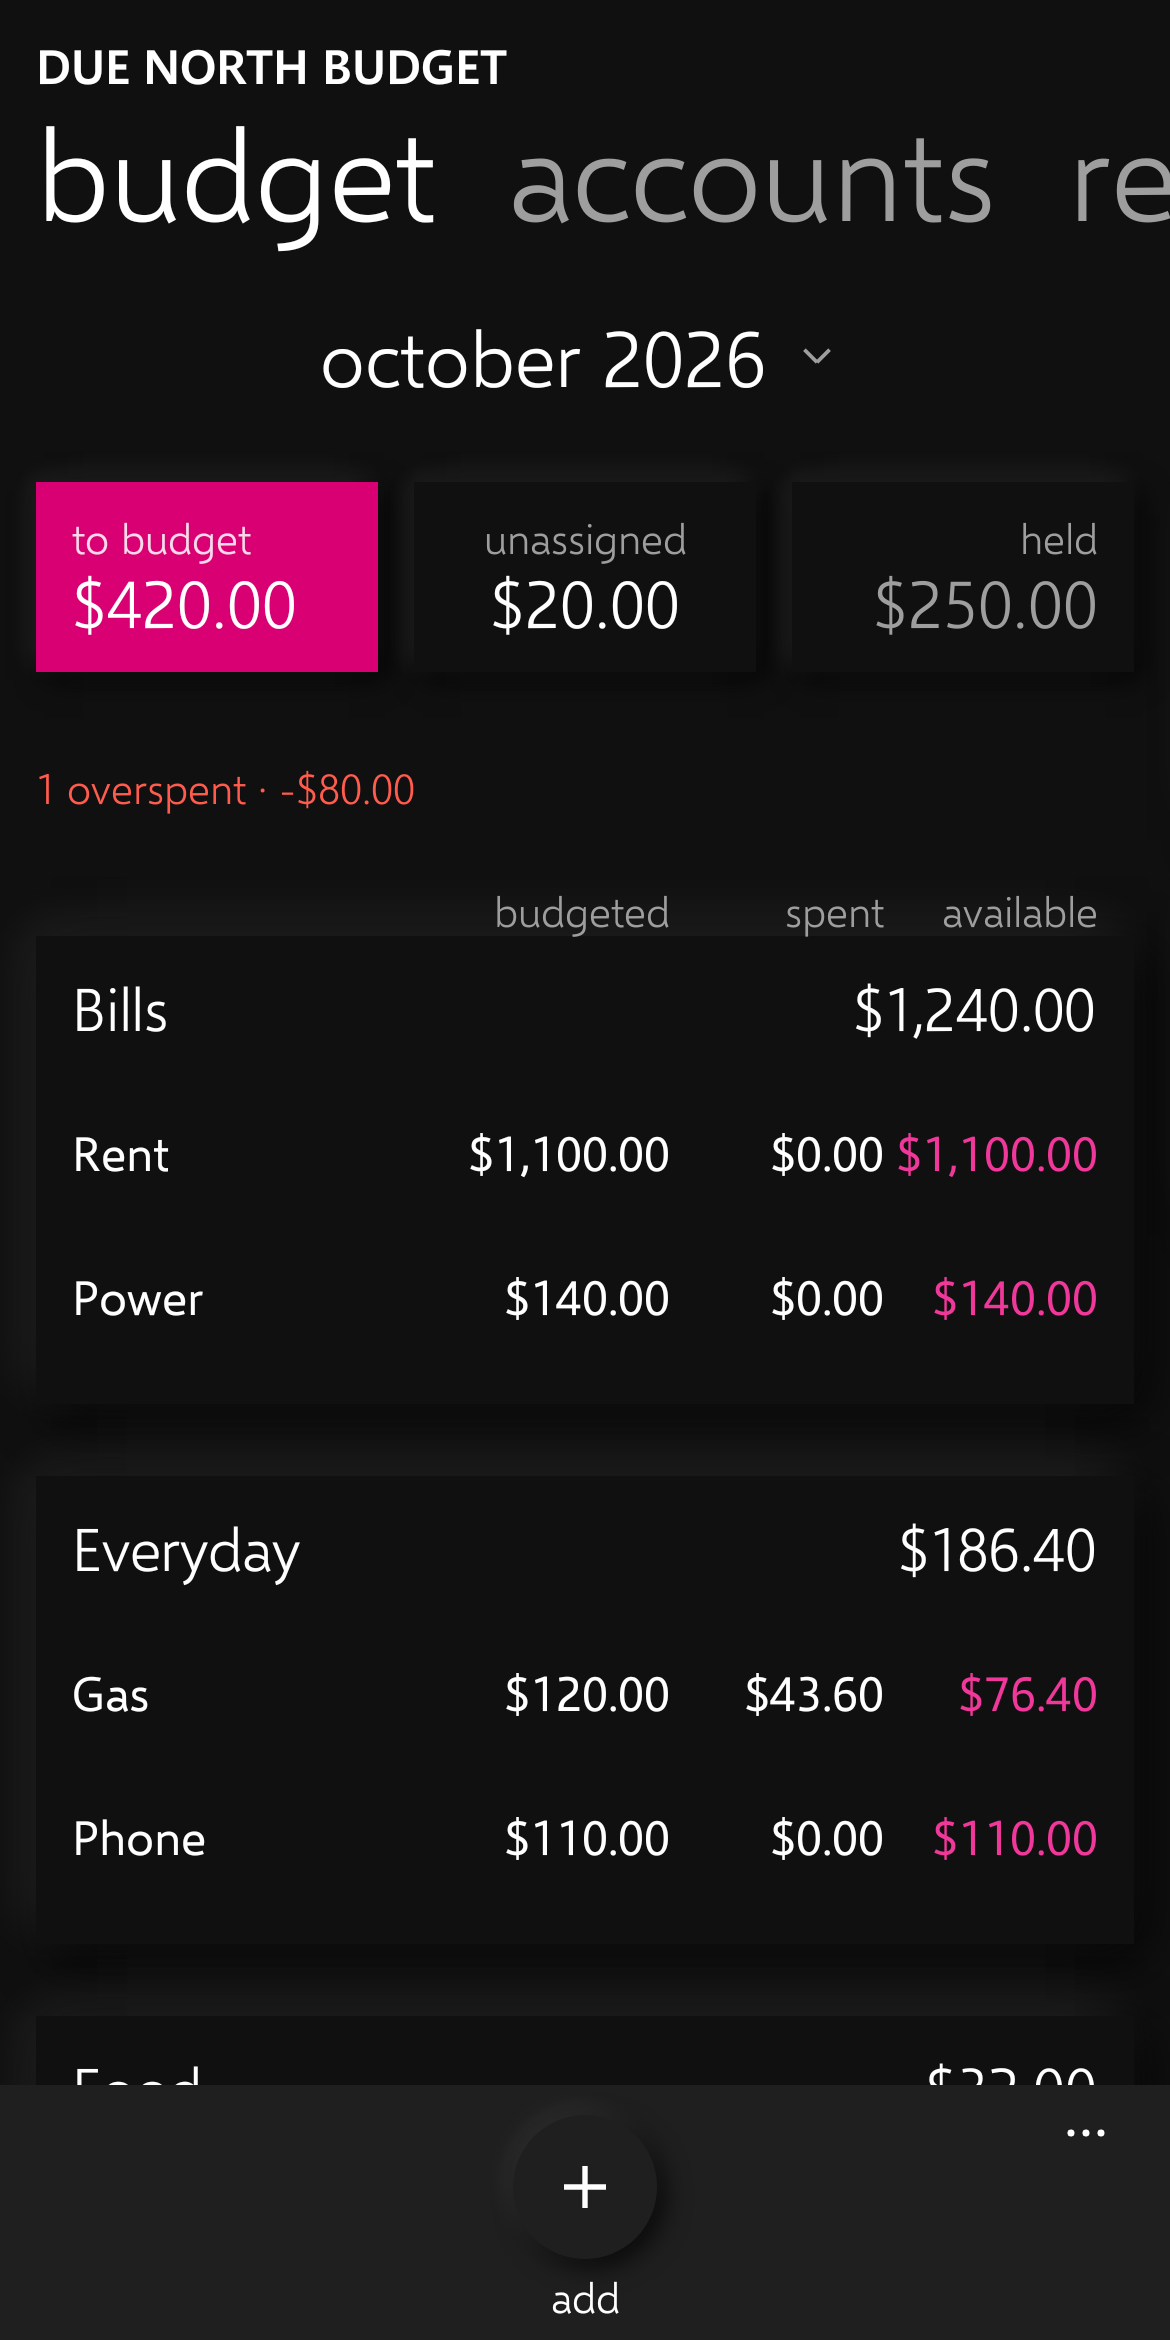 DUE NORTH BUDGET
budget accounts re
october 2026
to budget unassigned held
$420.00 $20.00 $250.00
1 overspent · -$80.00
budgeted spent available
Bills $1,240.00
Rent $1,100.00 $0.00 $1,100.00
Power $140.00 $0.00 $140.00
Everyday $186.40
Gas $120.00 $43.60 $76.40
Phone $110.00 $0.00 $110.00
Food
add